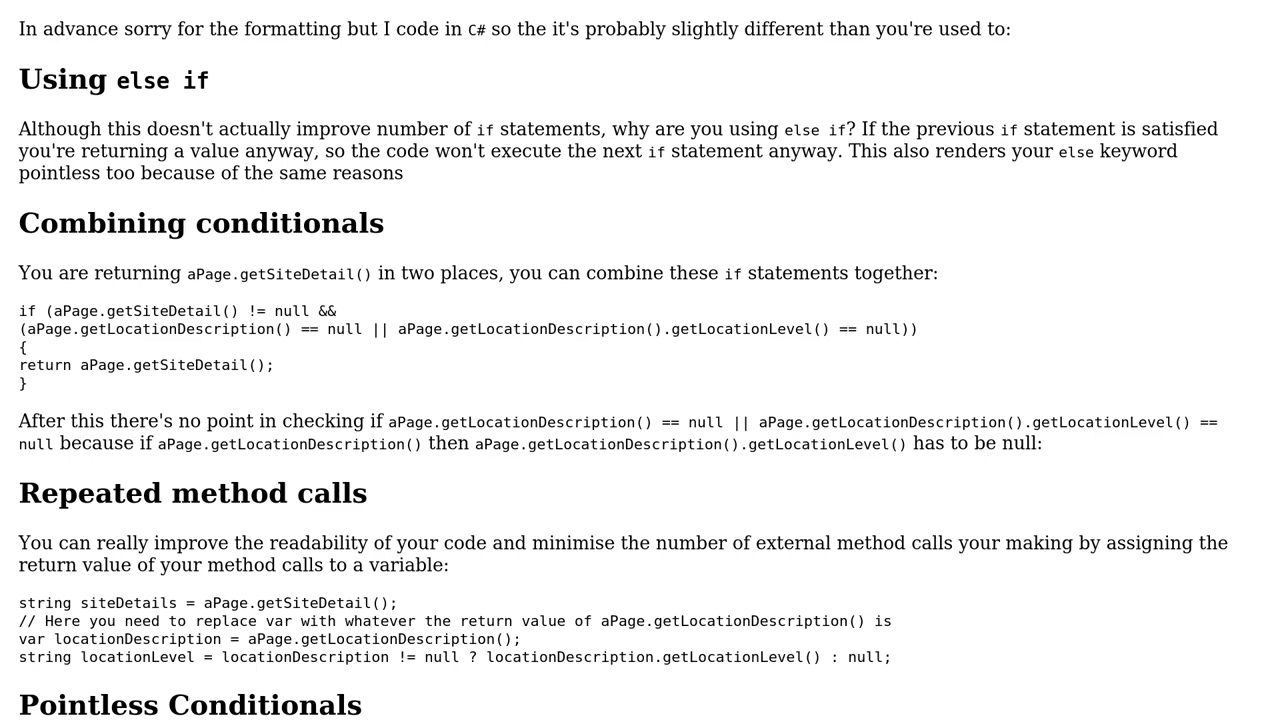 In advance sorry for the formatting but I code in C# so the it's probably slightly different than you're used to:
Using else if
Although this doesn't actually improve number of if statements, why are you using else if? If the previous if statement is satisfied
you're returning a value anyway, so the code won't execute the next if statement anyway. This also renders your else keyword
pointless too because of the same reasons
Combining conditionals
You are returning aPage.getSiteDetail() in two places, you can combine these if statements together:
if (aPage.getSiteDetail() != null &&
(aPage.getLocationDescription() == null || aPage.getLocationDescription().getLocationLevel() == null))
{
return aPage.getSiteDetail();
}
After this there's no point in checking if aPage.getLocationDescription() == null || aPage.getLocationDescription().getLocationLevel() ==
null because if aPage.getLocationDescription() then aPage.getLocationDescription().getLocationLevel() has to be null:
Repeated method calls
You can really improve the readability of your code and minimise the number of external method calls your making by assigning the
return value of your method calls to a variable:
string siteDetails = aPage.getSiteDetail();
// Here you need to replace var with whatever the return value of aPage.getLocationDescription() is
var locationDescription = aPage.getLocationDescription();
string locationLevel = locationDescription != null ? locationDescription.getLocationLevel() : null;
Pointless Conditionals